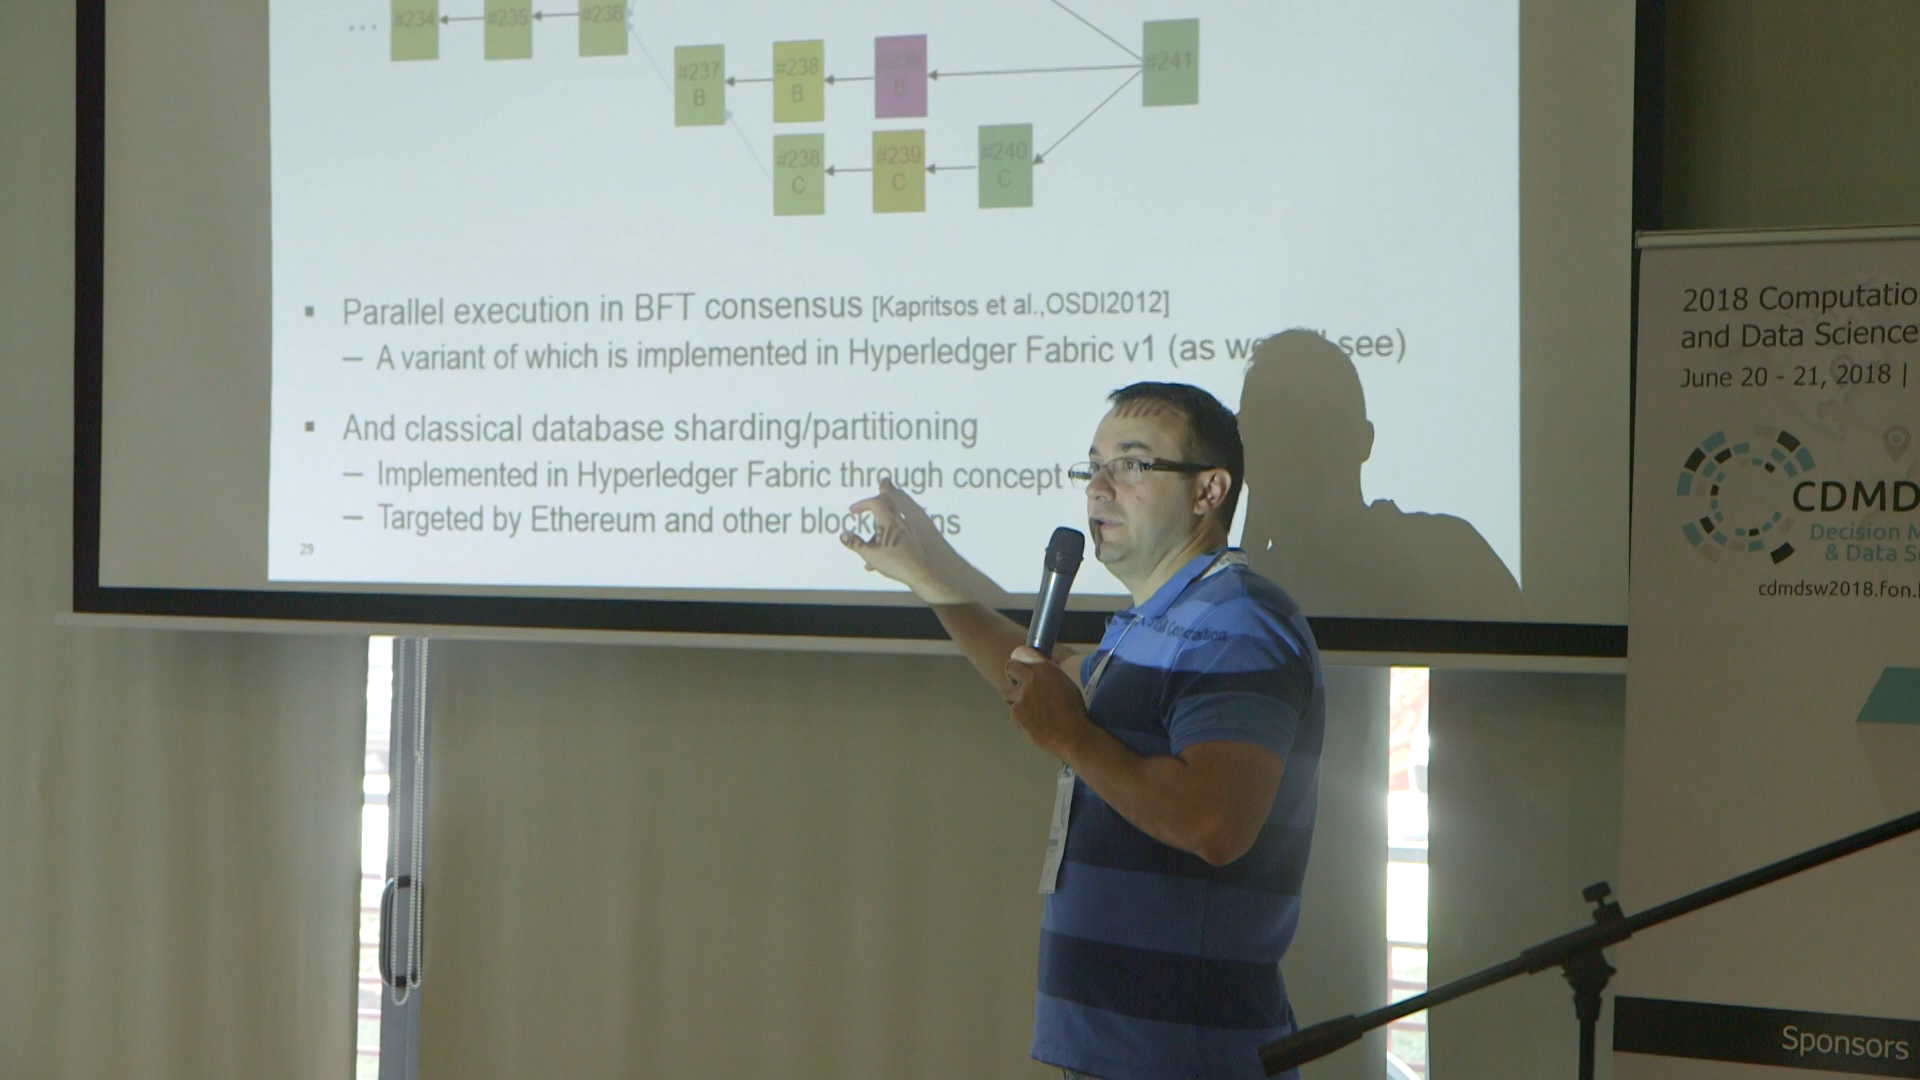 ...
#234
#235
#236
#237
B
#238
B
B
#241
#238
C
#239
C
#240
C
▪ Parallel execution in BFT consensus [Kapritsos et al.,OSDI2012]
– A variant of which is implemented in Hyperledger Fabric v1 (as see)
▪ And classical database sharding/partitioning
– Implemented in Hyperledger Fabric through concept
– Targeted by Ethereum and other
29
2018 Computatio
and Data Science
June 20 - 21, 2018 |
CDMD
Decision M
& Data S
cdmdsw2018.fon.
Sponsors